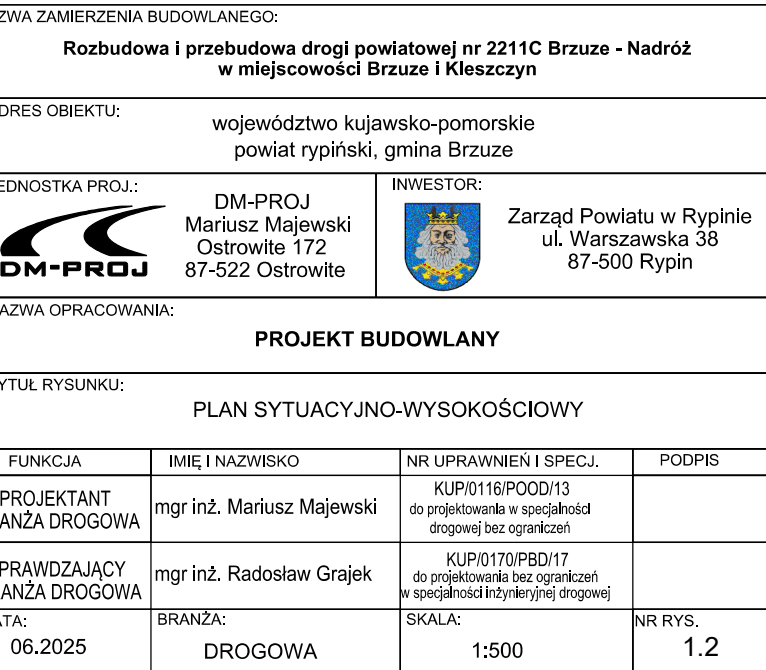 ZWA ZAMIERZENIA BUDOWLANEGO:
Rozbudowa i przebudowa drogi powiatowej nr 2211C Brzuze - Nadróż
w miejscowości Brzuze i Kleszczyn
DRES OBIEKTU:
województwo kujawsko-pomorskie
powiat rypiński, gmina Brzuze
EDNOSTKA PROJ.:
DM-PROJ
DM-PROJ
Mariusz Majewski
Ostrowite 172
87-522 Ostrowite
INWESTOR:
Zarząd Powiatu w Rypinie
ul. Warszawska 38
87-500 Rypin
AZWA OPRACOWANIA:
PROJEKT BUDOWLANY
YTUŁ RYSUNKU:
PLAN SYTUACYJNO-WYSOKOŚCIOWY
FUNKCJA
IMIĘ I NAZWISKO
NR UPRAWNIEŃ I SPECJ.
PODPIS
PROJEKTANT
ANŻA DROGOWA
mgr inż. Mariusz Majewski
KUP/0116/POOD/13
do projektowania w specjalności
drogowej bez ograniczeń
PRAWDZAJĄCY
ANŻA DROGOWA
mgr inż. Radosław Grajek
KUP/0170/PBD/17
do projektowania bez ograniczeń
w specjalności inżynieryjnej drogowej
ATA:
06.2025
BRANŻA:
DROGOWA
SKALA:
1:500
NR RYS.
1.2